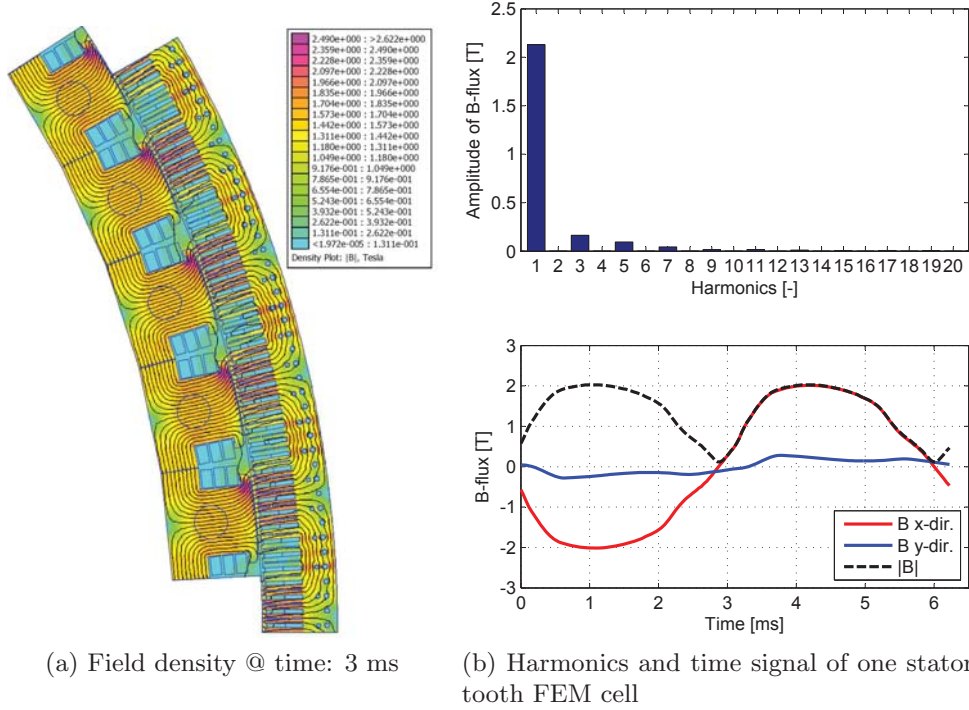 2.490e+000 : >2.622e+000
2.359e+000 : 2.490e+000
2.228e+000 : 2.359e+000
2.097e+000 : 2.228e+000
1.966e+000 : 2.097e+000
1.835e+000 : 1.966e+000
1.704e+000 : 1.835e+000
1.573e+000 : 1.704e+000
1.442e+000 : 1.573e+000
1.311e+000 : 1.442e+000
1.180e+000 : 1.311e+000
1.049e+000 : 1.180e+000
9.176e-001 : 1.049e+000
7.865e-001 : 9.176e-001
6.554e-001 : 7.865e-001
5.243e-001 : 6.554e-001
3.932e-001 : 5.243e-001
2.622e-001 : 3.932e-001
1.311e-001 : 2.622e-001
<1.972e-005 : 1.311e-001
Density Plot: |B|, Tesla
(a) Field density @ time: 3 ms
Amplitude of B-flux [T]
2.5
2
1.5
1
0.5
0
1 2 3 4 5 6 7 8 9 10 11 12 13 14 15 16 17 18 19 20
Harmonics [-]
B-flux [T]
3
2
1
0
-1
-2
-3
B x-dir.
B y-dir.
|B|
0 1 2 3 4 5 6
Time [ms]
(b) Harmonics and time signal of one stator
tooth FEM cell